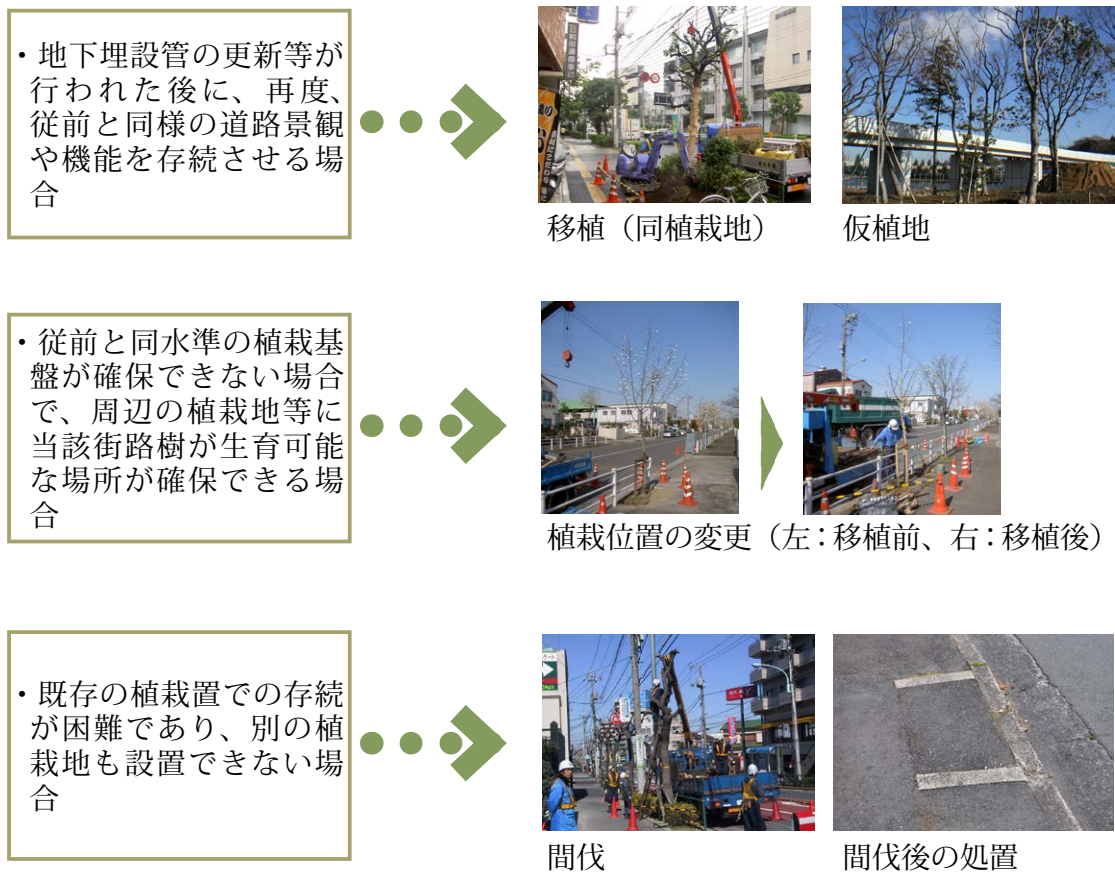 ・地下埋設管の更新等が
行われた後に、再度、
従前と同様の道路景観
や機能を存続させる場
合
移植（同植栽地）
仮植地
・従前と同水準の植栽基
盤が確保できない場合
で、周辺の植栽地等に
当該街路樹が生育可能
な場所が確保できる場
合
植栽位置の変更（左：移植前、右：移植後）
・既存の植栽置での存続
が困難であり、別の植
栽地も設置できない場
合
間伐
間伐後の処置